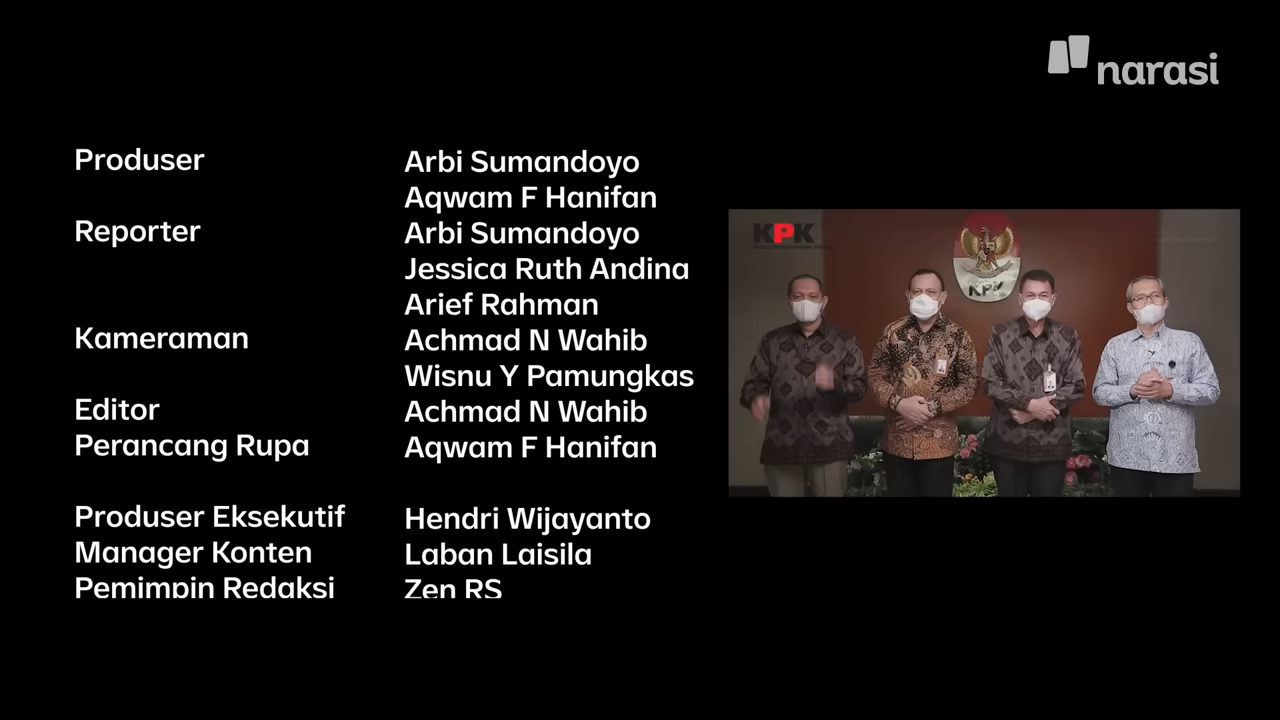 narasi
Produser Arbi Sumandoyo
Aqwam F Hanifan
Reporter Arbi Sumandoyo
Jessica Ruth Andina
Arief Rahman
Kameraman Achmad N Wahib
Wisnu Y Pamungkas
Editor Achmad N Wahib
Perancang Rupa Aqwam F Hanifan
Produser Eksekutif Hendri Wijayanto
Manager Konten Laban Laisila
Pemimpin Redaksi Zen RS
KPK
KPK